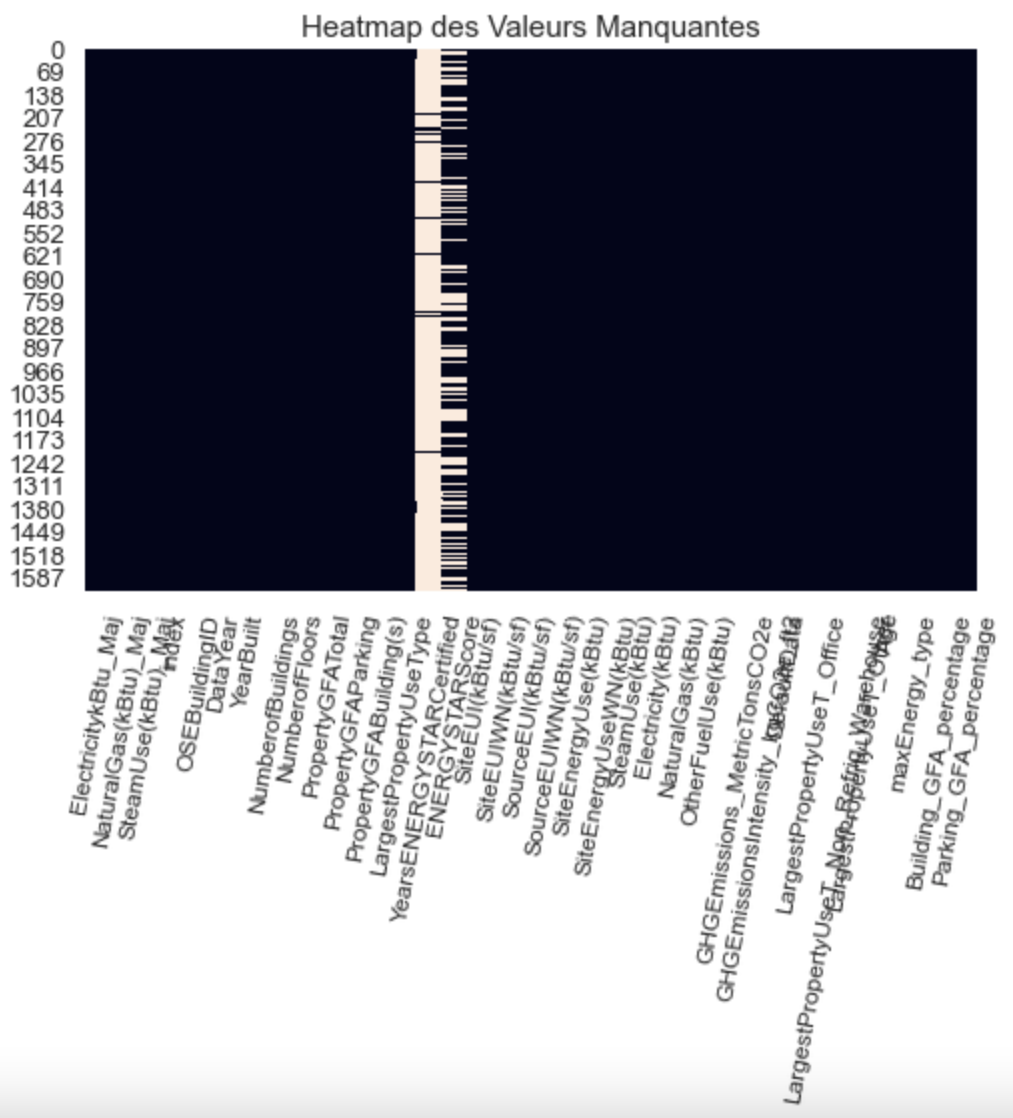 Heatmap des Valeurs Manquantes
0
69
138
207
276
345
414
483
552
621
690
759
828
897
966
1035
1104
1173
1242
1311
1380
1449
1518
1587
ElectricitykBtu_Maj
NaturalGas(kBtu)_Maj
SteamUse(kBtu)_Maj
index
OSEBuildingID
DataYear
YearBuilt
NumberofBuildings
NumberofFloors
PropertyGFATotal
PropertyGFAParking
PropertyGFABuilding(s)
LargestPropertyUseType
YearsENERGYSTARCertified
ENERGYSTARScore
SiteEUI(kBtu/sf)
SiteEUIWN(kBtu/sf)
SourceEUI(kBtu/sf)
SourceEUIWN(kBtu/sf)
SiteEnergyUse(kBtu)
SiteEnergyUseWN(kBtu)
SteamUse(kBtu)
Electricity(kBtu)
NaturalGas(kBtu)
OtherFuelUse(kBtu)
GHGEmissions_MetricTonsCO2e
LargestPropertyUseT_Office
LargestPropertyUseT_Non_Refrig_Warehouse
maxEnergy_type
Building_GFA_percentage
Parking_GFA_percentage